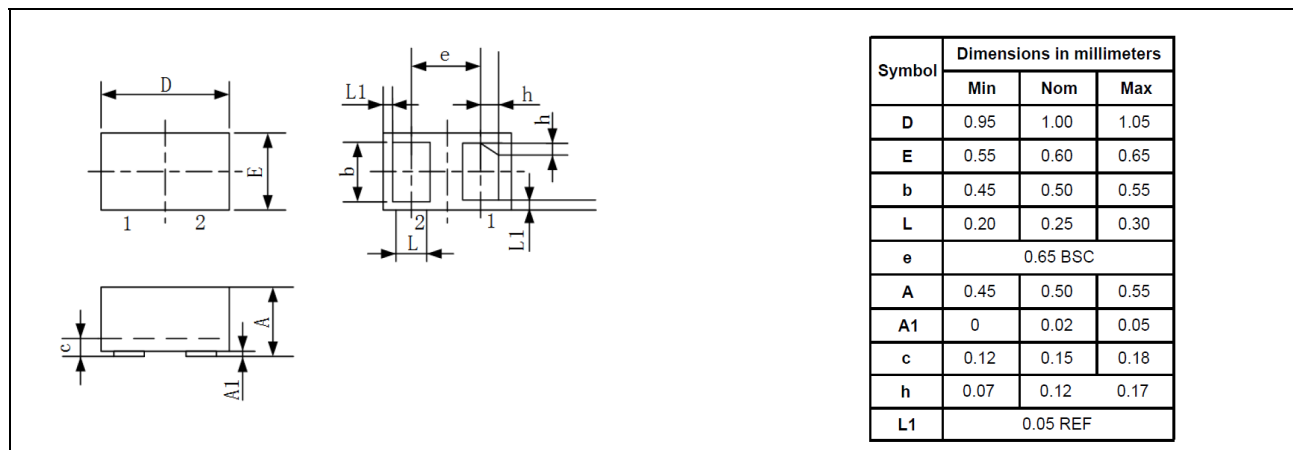 D
E
1 2
e
L1
h
h
b
2 1
L
L1
A
c
A1
Symbol Dimensions in millimeters
Min Nom Max
D 0.95 1.00 1.05
E 0.55 0.60 0.65
b 0.45 0.50 0.55
L 0.20 0.25 0.30
e 0.65 BSC
A 0.45 0.50 0.55
A1 0 0.02 0.05
c 0.12 0.15 0.18
h 0.07 0.12 0.17
L1 0.05 REF